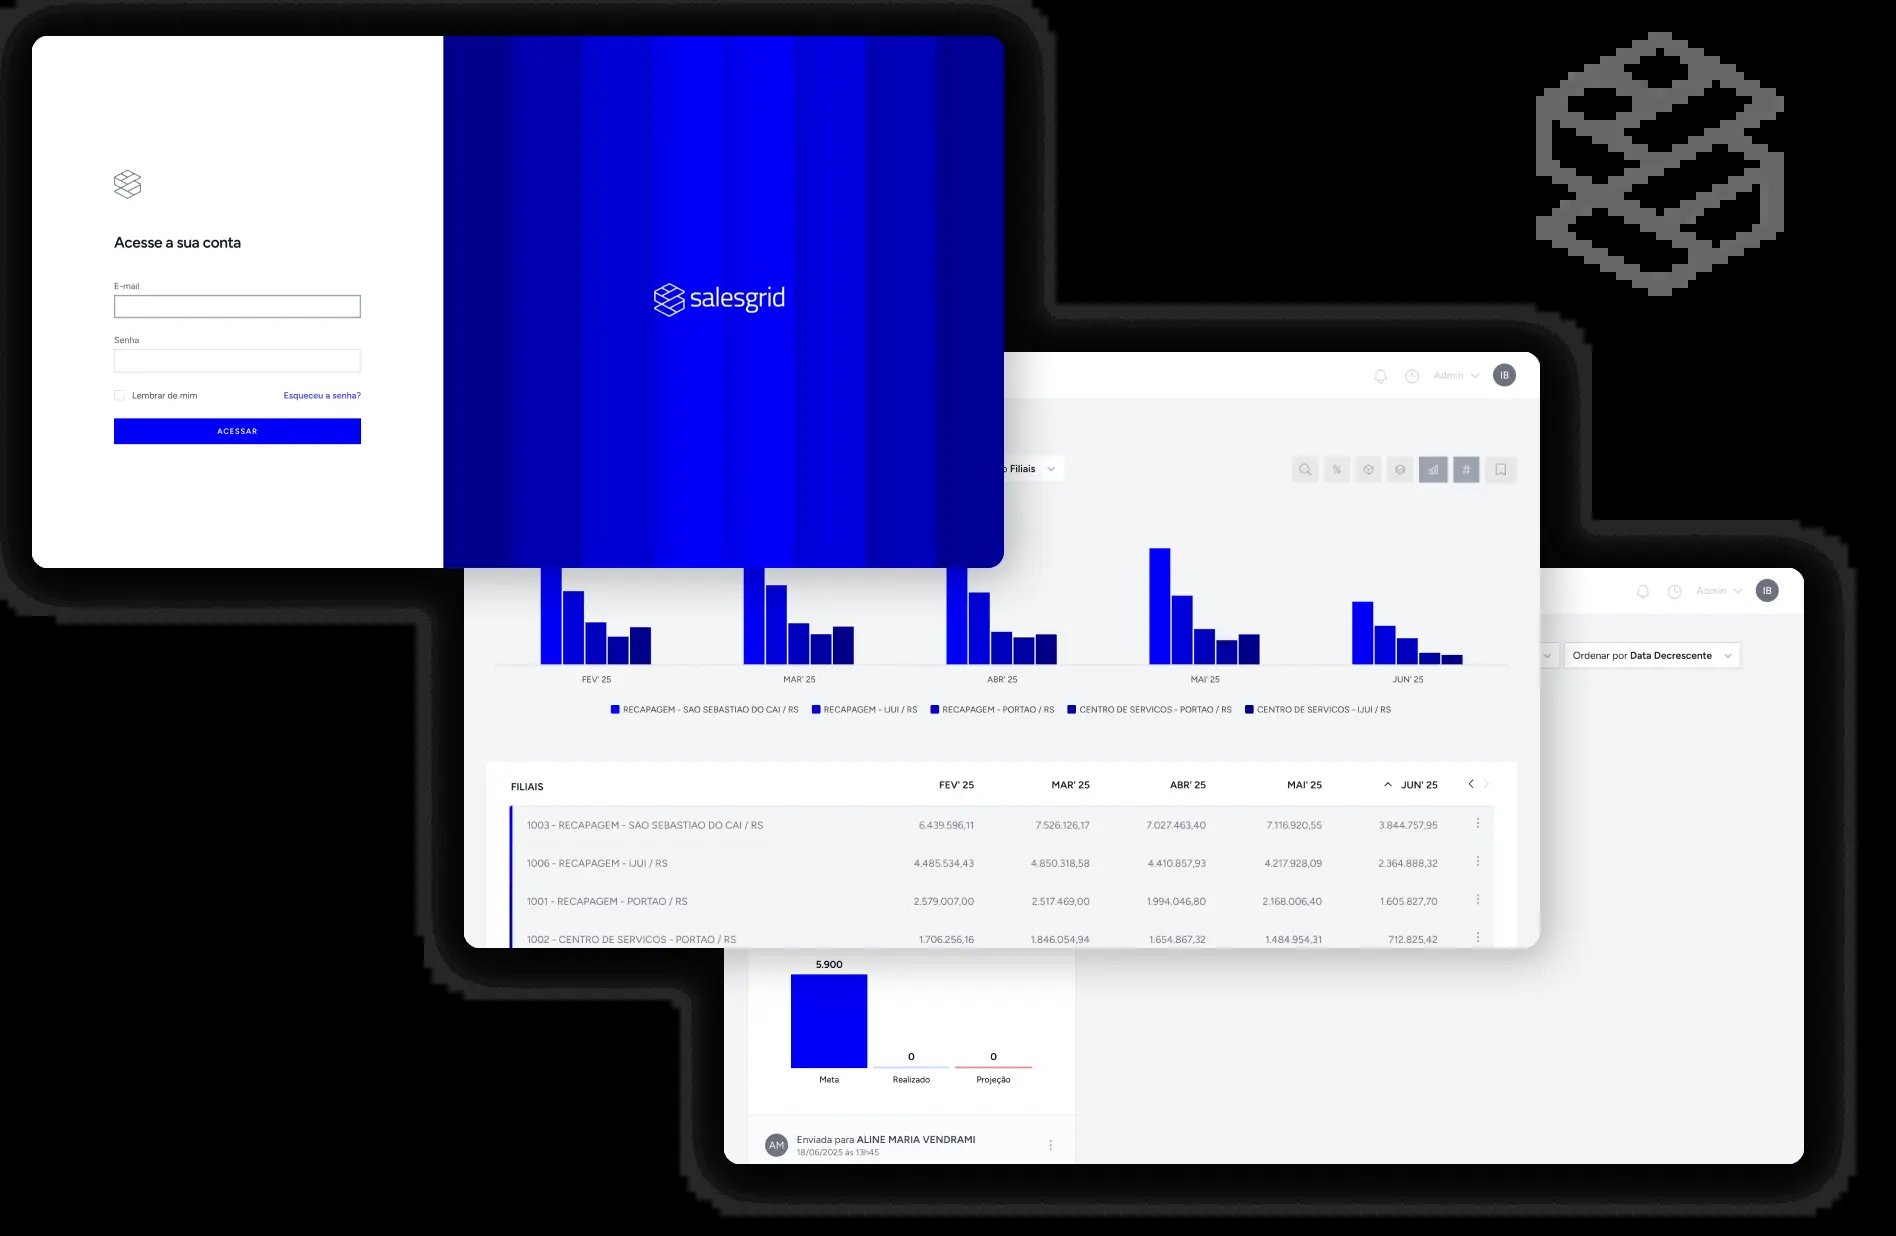 Acesse a sua conta
E-mail
Senha
Lembrar de mim
Esqueceu a senha?
ACESSAR
salesgrid
Admin
IB
Filiais
%
#
FEV' 25
MAR' 25
ABR' 25
MAI' 25
JUN' 25
RECAPAGEM - SAO SEBASTIAO DO CAI / RS
RECAPAGEM - IJUI / RS
RECAPAGEM - PORTAO / RS
CENTRO DE SERVICOS - PORTAO / RS
CENTRO DE SERVICOS - IJUI / RS
FILIAIS FEV' 25 MAR' 25 ABR' 25 MAI' 25 JUN' 25
1003 - RECAPAGEM - SAO SEBASTIAO DO CAI / RS 6.439.596,11 7.526.126,17 7.027.463,40 7.116.920,55 3.844.757,95
1006 - RECAPAGEM - IJUI / RS 4.485.534,43 4.850.318,58 4.410.857,93 4.217.928,09 2.364.888,32
1001 - RECAPAGEM - PORTAO / RS 2.579.007,00 2.517.469,00 1.994.046,80 2.168.006,40 1.605.827,70
1002 - CENTRO DE SERVICOS - PORTAO / RS 1.706.256,16 1.846.054,94 1.654.867,32 1.484.954,31 712.825,42
Admin
IB
Ordenar por Data Decrescente
5.900
0
0
Meta
Realizado
Projeção
AM
Enviada para ALINE MARIA VENDRAMI
18/06/2025 às 13h45